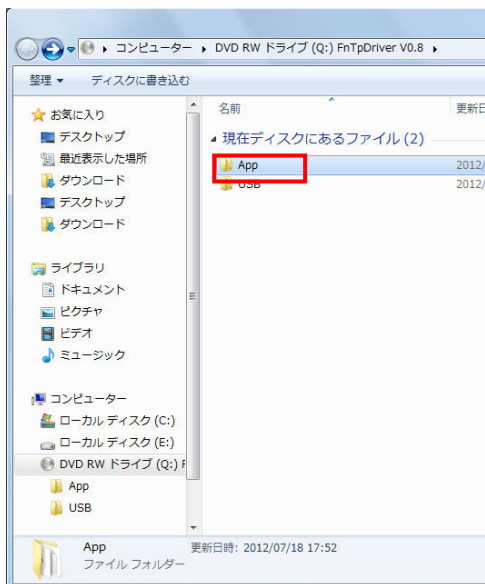 コンピューター ▸ DVD RW ドライブ (Q:) FnTpDriver V0.8 ▸
整理 ▼ ディスクに書き込む
お気に入り
デスクトップ
最近表示した場所
ダウンロード
デスクトップ
ダウンロード
ライブラリ
ドキュメント
ピクチャ
ビデオ
ミュージック
コンピューター
ローカル ディスク (C:)
ローカル ディスク (E:)
DVD RW ドライブ (Q:) F
App
USB
名前 更新日
現在ディスクにあるファイル (2)
App 2012/
USB 2012/
App 更新日時: 2012/07/18 17:52
ファイル フォルダー